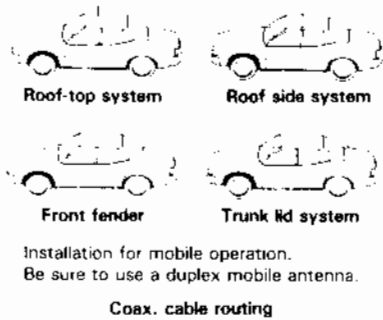 Roof-top system
Roof side system
Front fender
Trunk lid system
Installation for mobile operation.
Be sure to use a duplex mobile antenna.
Coax. cable routing